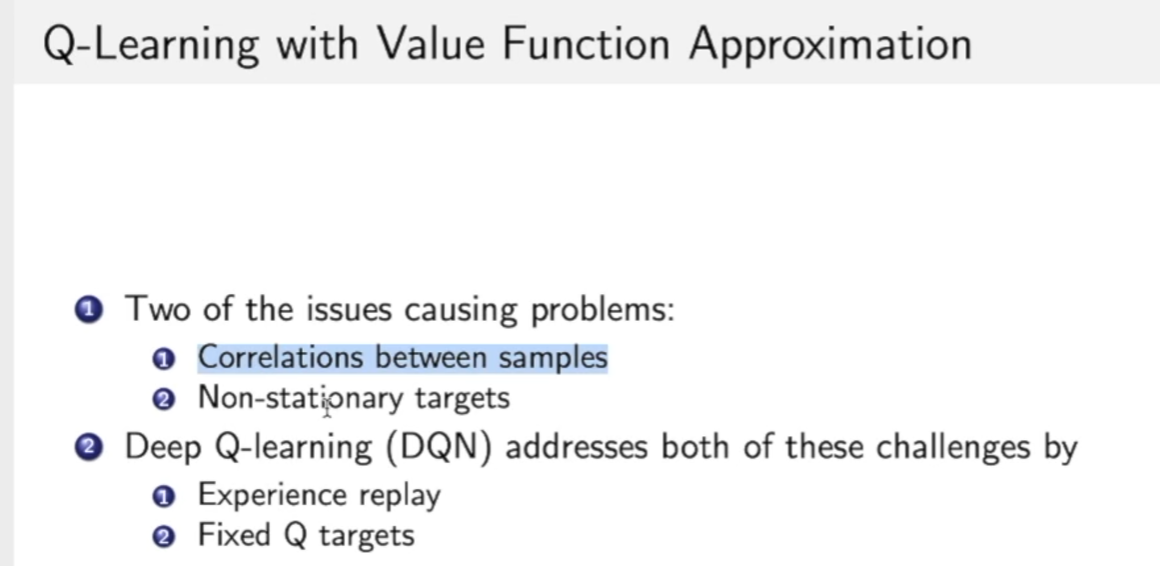 Q-Learning with Value Function Approximation
1 Two of the issues causing problems:
1 Correlations between samples
2 Non-stationary targets
2 Deep Q-learning (DQN) addresses both of these challenges by
1 Experience replay
2 Fixed Q targets